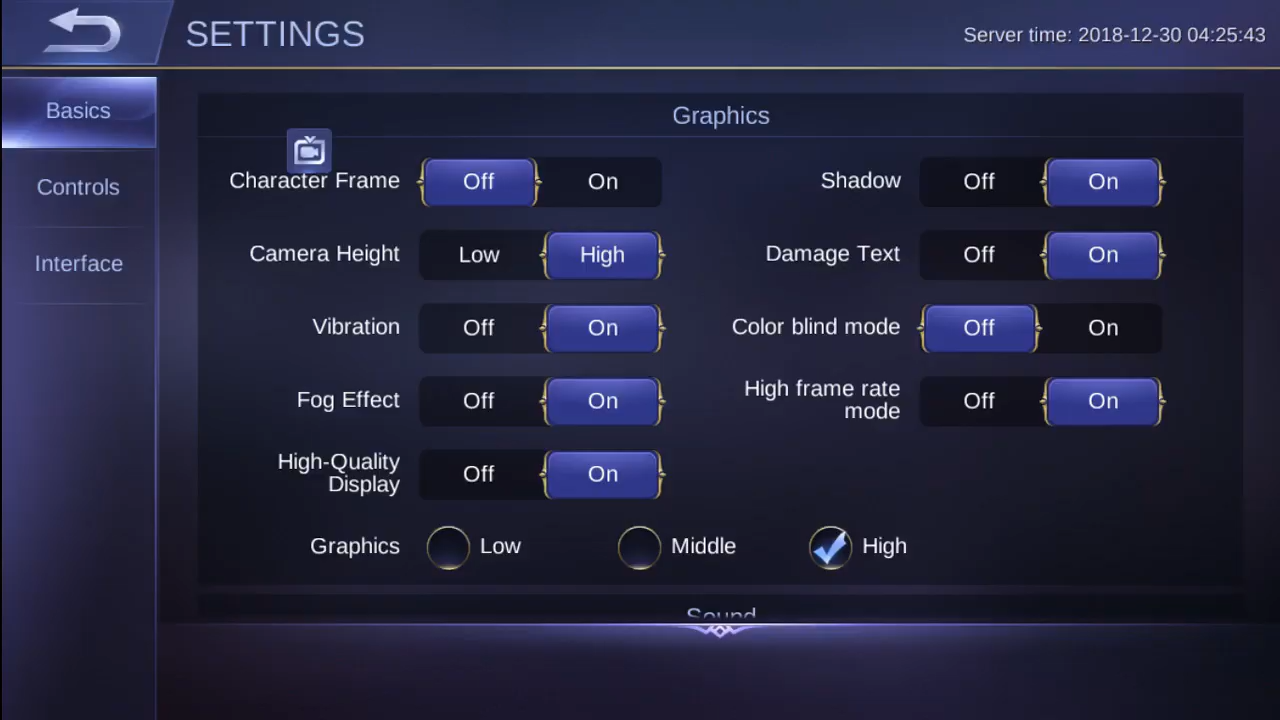 SETTINGS
Server time: 2018-12-30 04:25:43
Basics
Controls
Interface
Graphics
Character Frame Off On
Shadow Off On
Camera Height Low High
Damage Text Off On
Vibration Off On
Color blind mode Off On
Fog Effect Off On
High frame rate
mode Off On
High-Quality
Display Off On
Graphics Low Middle High
Sound